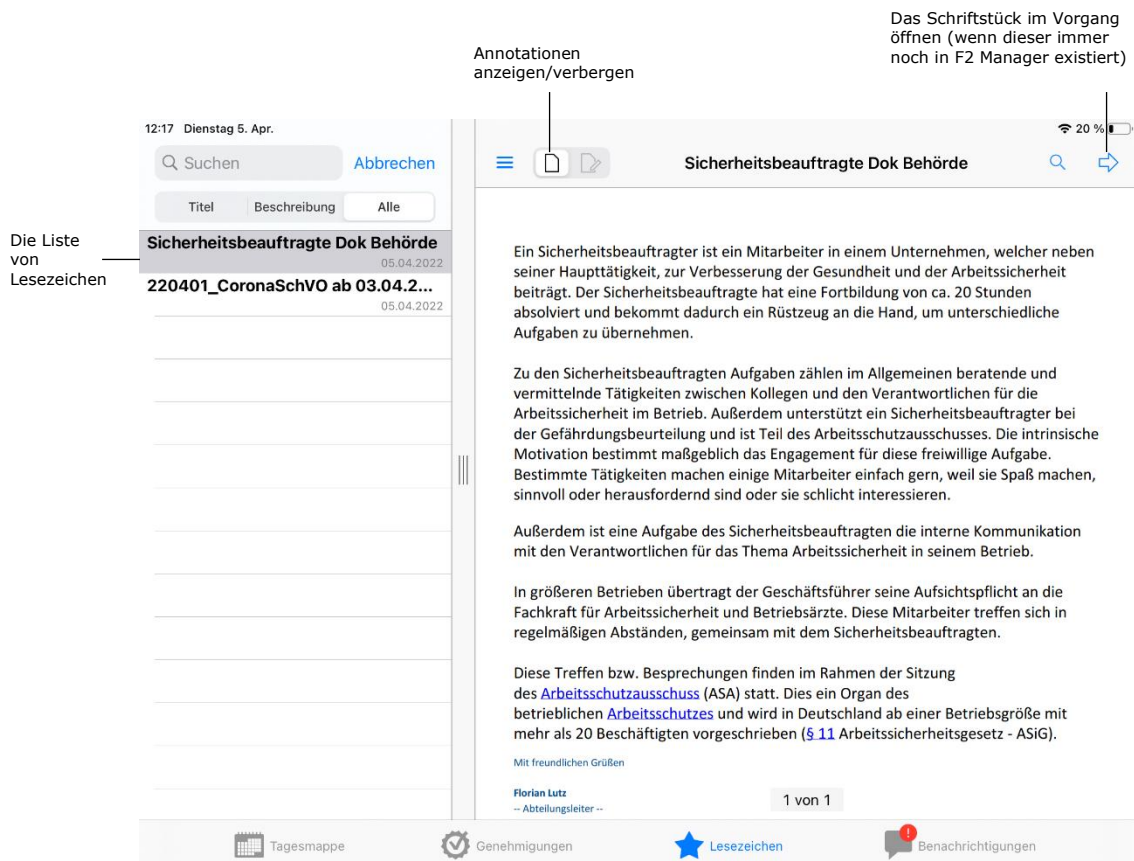 Das Schriftstück im Vorgang
öffnen (wenn dieser immer
noch in F2 Manager existiert)
Annotationen
anzeigen/verbergen
12:17 Dienstag 5. Apr.
20 %
Suchen
Abbrechen
Sicherheitsbeauftragte Dok Behörde
Titel Beschreibung Alle
Die Liste
von
Lesezeichen
Sicherheitsbeauftragte Dok Behörde
05.04.2022
220401_CoronaSchVO ab 03.04.2...
05.04.2022
Ein Sicherheitsbeauftragter ist ein Mitarbeiter in einem Unternehmen, welcher neben
seiner Haupttätigkeit, zur Verbesserung der Gesundheit und der Arbeitssicherheit
beiträgt. Der Sicherheitsbeauftragte hat eine Fortbildung von ca. 20 Stunden
absolviert und bekommt dadurch ein Rüstzeug an die Hand, um unterschiedliche
Aufgaben zu übernehmen.
Zu den Sicherheitsbeauftragten Aufgaben zählen im Allgemeinen beratende und
vermittelnde Tätigkeiten zwischen Kollegen und den Verantwortlichen für die
Arbeitssicherheit im Betrieb. Außerdem unterstützt ein Sicherheitsbeauftragter bei
der Gefährdungsbeurteilung und ist Teil des Arbeitsschutzausschusses. Die intrinsische
Motivation bestimmt maßgeblich das Engagement für diese freiwillige Aufgabe.
Bestimmte Tätigkeiten machen einige Mitarbeiter einfach gern, weil sie Spaß machen,
sinnvoll oder herausfordernd sind oder sie schlicht interessieren.
Außerdem ist eine Aufgabe des Sicherheitsbeauftragten die interne Kommunikation
mit den Verantwortlichen für das Thema Arbeitssicherheit in seinem Betrieb.
In größeren Betrieben übertragt der Geschäftsführer seine Aufsichtspflicht an die
Fachkraft für Arbeitssicherheit und Betriebsärzte. Diese Mitarbeiter treffen sich in
regelmäßigen Abständen, gemeinsam mit dem Sicherheitsbeauftragten.
Diese Treffen bzw. Besprechungen finden im Rahmen der Sitzung
des Arbeitsschutzausschuss (ASA) statt. Dies ein Organ des
betrieblichen Arbeitsschutzes und wird in Deutschland ab einer Betriebsgröße mit
mehr als 20 Beschäftigten vorgeschrieben (§ 11 Arbeitssicherheitsgesetz - ASiG).
Mit freundlichen Grüßen
Florian Lutz
-- Abteilungsleiter --
1 von 1
Tagesmappe Genehmigungen Lesezeichen Benachrichtigungen